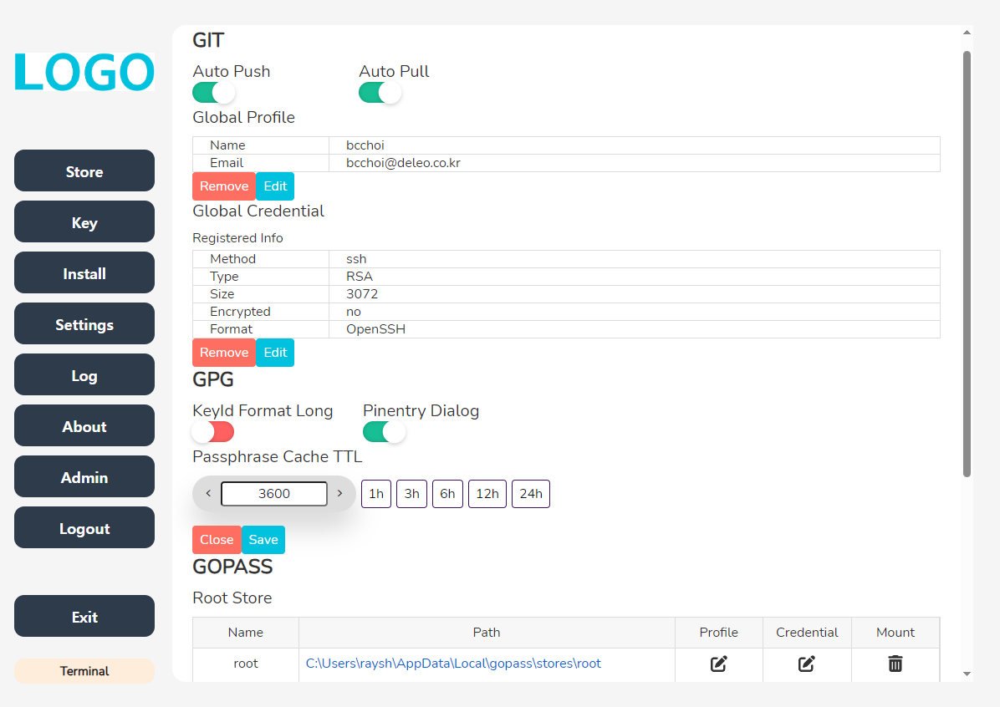 LOGO
Store
Key
Install
Settings
Log
About
Admin
Logout
Exit
Terminal
GIT
Auto Push Auto Pull
Global Profile
Name bcchoi
Email bcchoi@deleo.co.kr
Remove Edit
Global Credential
Registered Info
Method ssh
Type RSA
Size 3072
Encrypted no
Format OpenSSH
Remove Edit
GPG
KeyId Format Long Pinentry Dialog
Passphrase Cache TTL
< 3600 > 1h 3h 6h 12h 24h
Close Save
GOPASS
Root Store
Name Path Profile Credential Mount
root C:\Users\raysh\AppData\Local\gopass\stores\root